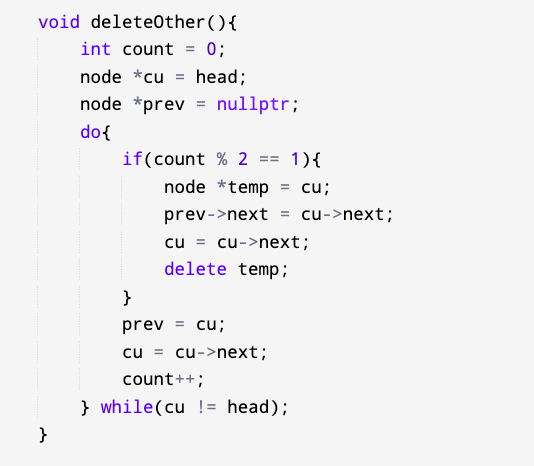 void deleteOther(){
    int count = 0;
    node *cu = head;
    node *prev = nullptr;
    do{
        if(count % 2 == 1){
            node *temp = cu;
            prev->next = cu->next;
            cu = cu->next;
            delete temp;
        }
        prev = cu;
        cu = cu->next;
        count++;
    } while(cu != head);
}